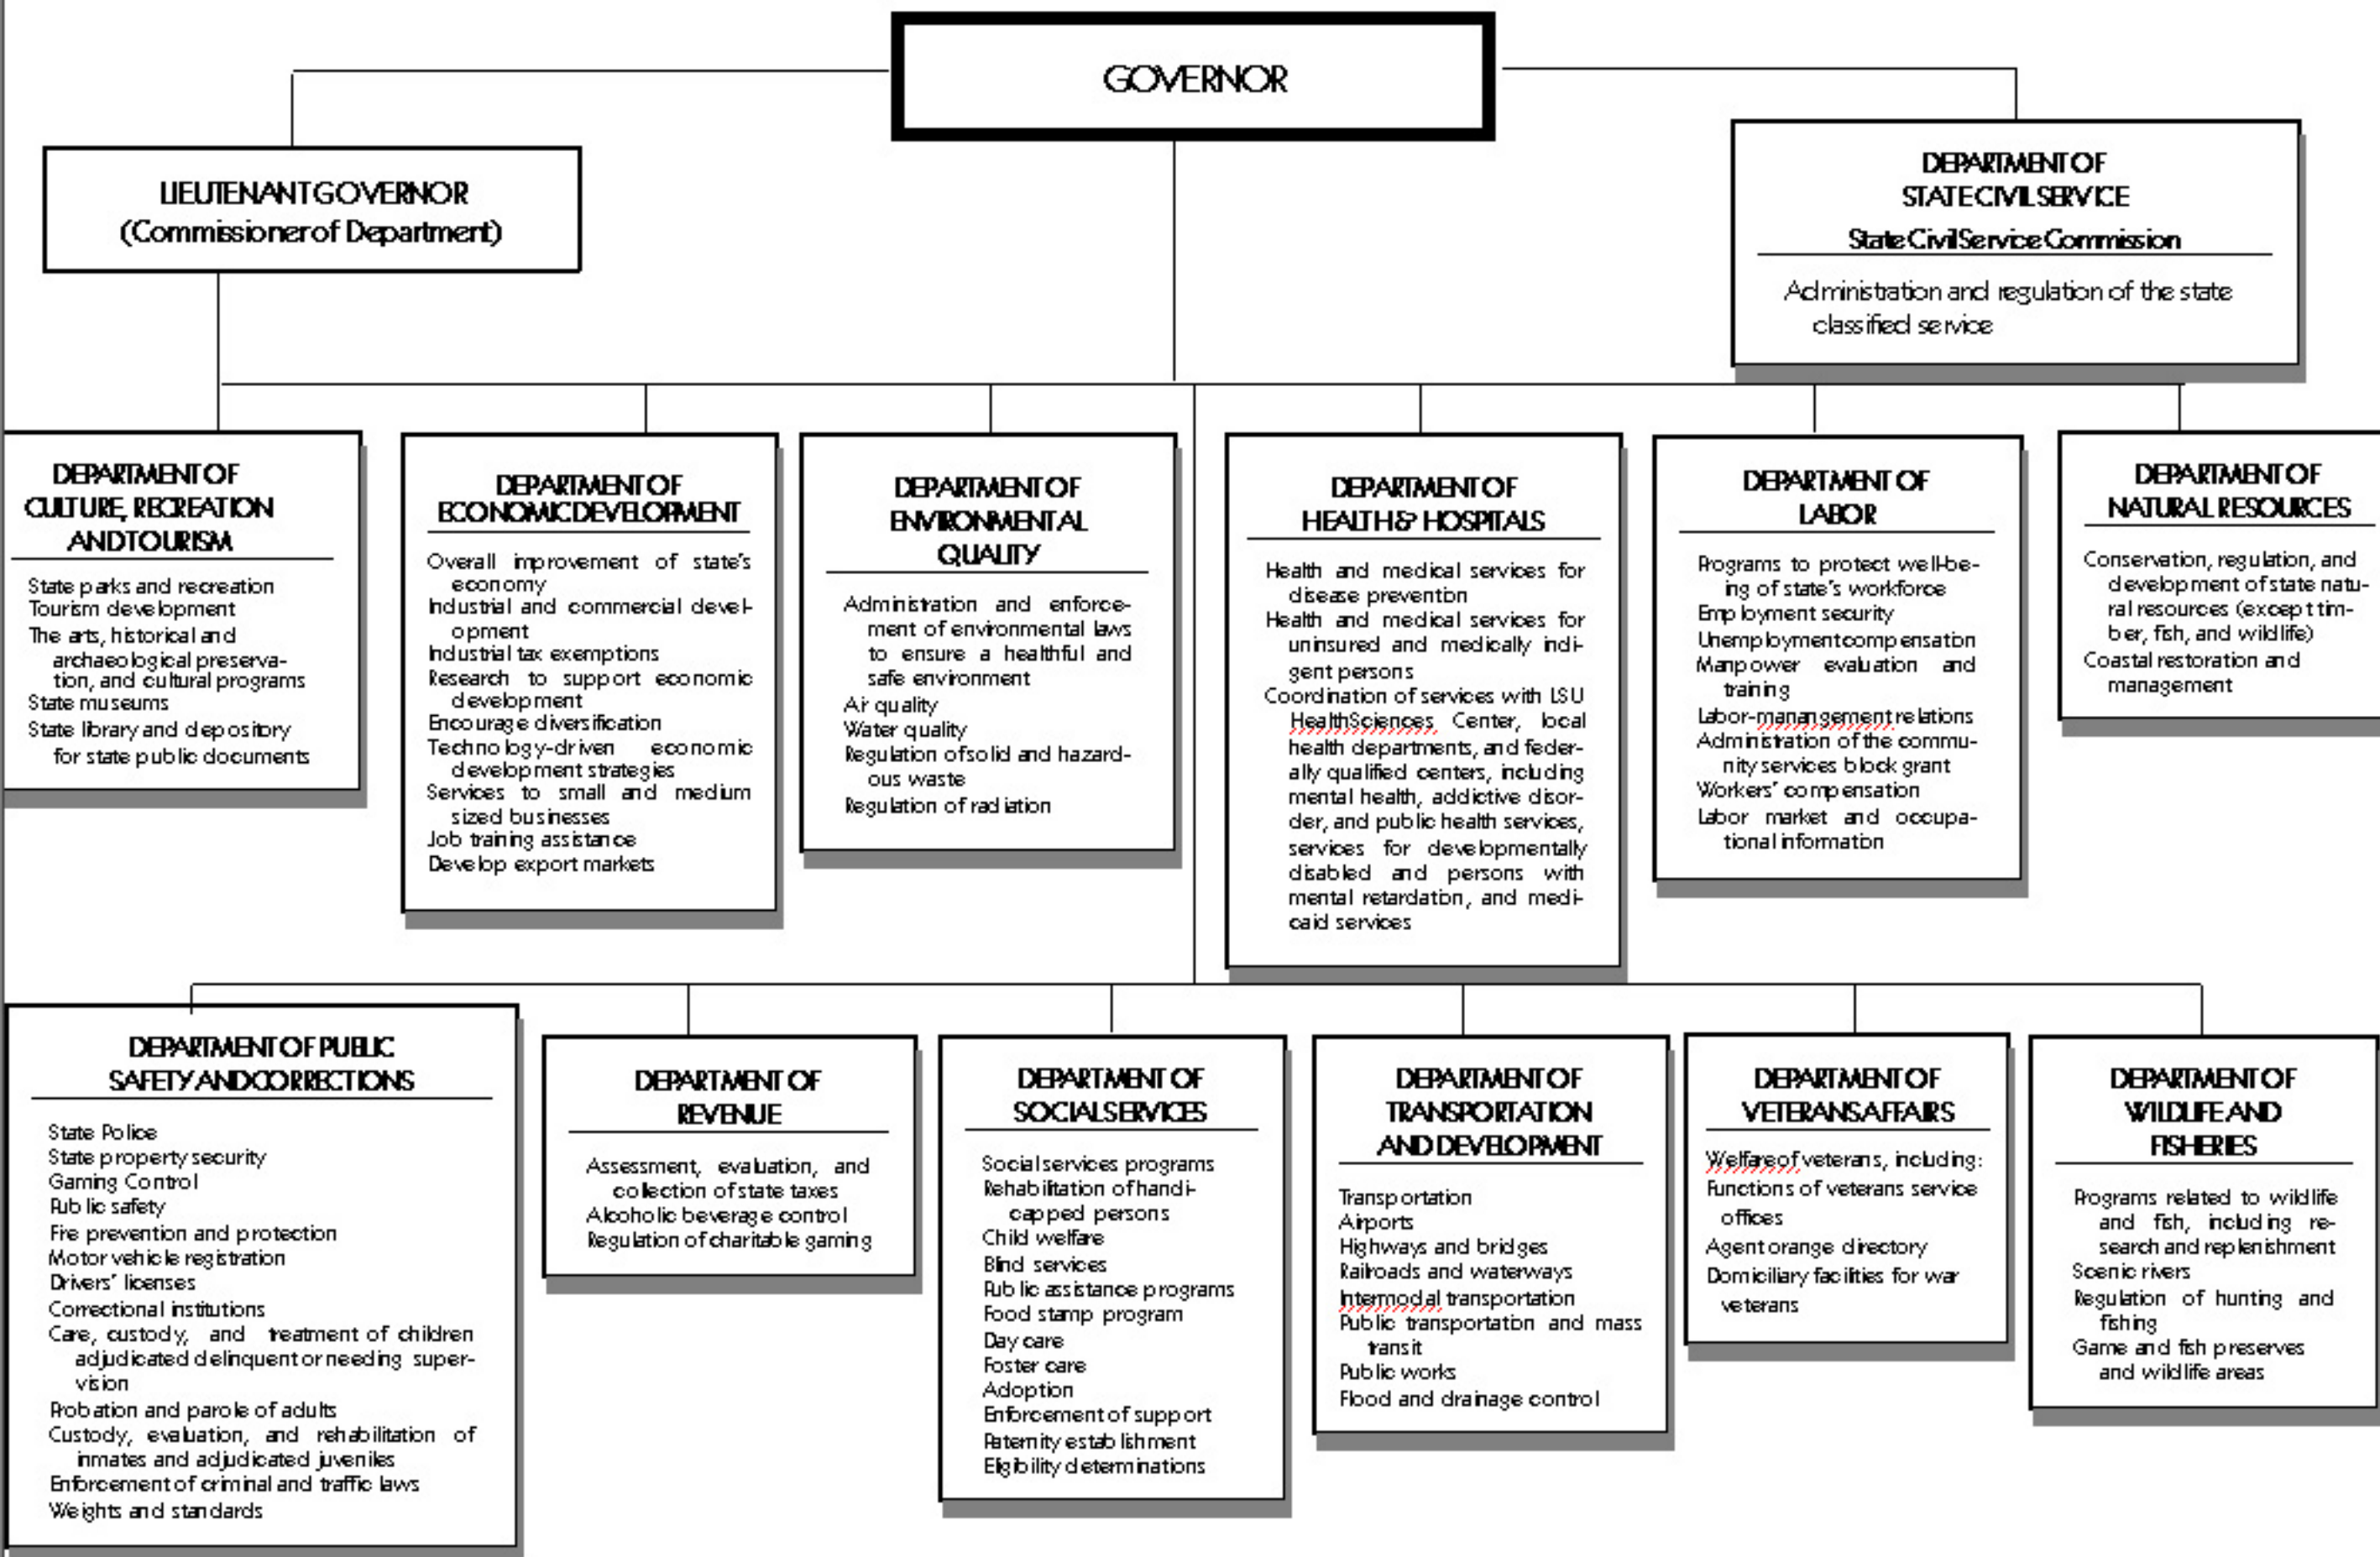 GOVERNOR
LIEUTENANT GOVERNOR
(Commissioner of Department)
DEPARTMENT OF
STATE CIVIL SERVICE
State Civil Service Commission
Administration and regulation of the state
classified service
DEPARTMENT OF
CULTURE, RECREATION
AND TOURISM
State parks and recreation
Tourism development
The arts, historical and
archaeological preserva-
tion, and cultural programs
State museums
State library and depository
for state public documents
DEPARTMENT OF
ECONOMIC DEVELOPMENT
Overall improvement of state's
economy
Industrial and commercial devel-
opment
Industrial tax exemptions
Research to support economic
development
Encourage diversification
Technology-driven economic
development strategies
Services to small and medium
sized businesses
Job training assistance
Develop export markets
DEPARTMENT OF
ENVIRONMENTAL
QUALITY
Administration and enforce-
ment of environmental laws
to ensure a healthful and
safe environment
Air quality
Water quality
Regulation of solid and hazard-
ous waste
Regulation of radiation
DEPARTMENT OF
HEALTH & HOSPITALS
Health and medical services for
disease prevention
Health and medical services for
uninsured and medically indi-
gent persons
Coordination of services with LSU
HealthSciences Center, local
health departments, and feder-
ally qualified centers, including
mental health, addictive disor-
der, and public health services,
services for developmentally
disabled and persons with
mental retardation, and medi-
caid services
DEPARTMENT OF
LABOR
Programs to protect well-be-
ing of state's workforce
Employment security
Unemployment compensation
Manpower evaluation and
training
Labor-manangement relations
Administration of the commu-
nity services block grant
Workers' compensation
Labor market and occupa-
tional information
DEPARTMENT OF
NATURAL RESOURCES
Conservation, regulation, and
development of state natu-
ral resources (except tim-
ber, fish, and wildlife)
Coastal restoration and
management
DEPARTMENT OF PUBLIC
SAFETY AND CORRECTIONS
State Police
State property security
Gaming Control
Public safety
Fire prevention and protection
Motor vehicle registration
Drivers' licenses
Correctional institutions
Care, custody, and treatment of children
adjudicated delinquent or needing super-
vision
Probation and parole of adults
Custody, evaluation, and rehabilitation of
inmates and adjudicated juveniles
Enforcement of criminal and traffic laws
Weights and standards
DEPARTMENT OF
REVENUE
Assessment, evaluation, and
collection of state taxes
Alcoholic beverage control
Regulation of charitable gaming
DEPARTMENT OF
SOCIAL SERVICES
Social services programs
Rehabilitation of handi-
capped persons
Child welfare
Blind services
Public assistance programs
Food stamp program
Day care
Foster care
Adoption
Enforcement of support
Paternity establishment
Eligibility determinations
DEPARTMENT OF
TRANSPORTATION
AND DEVELOPMENT
Transportation
Airports
Highways and bridges
Railroads and waterways
Intermodal transportation
Public transportation and mass
transit
Public works
Flood and drainage control
DEPARTMENT OF
VETERANS AFFAIRS
Welfare of veterans, including:
Functions of veterans service
offices
Agent orange directory
Domiciliary facilities for war
veterans
DEPARTMENT OF
WILDLIFE AND
FISHERIES
Programs related to wildlife
and fish, including re-
search and replenishment
Scenic rivers
Regulation of hunting and
fishing
Game and fish preserves
and wildlife areas